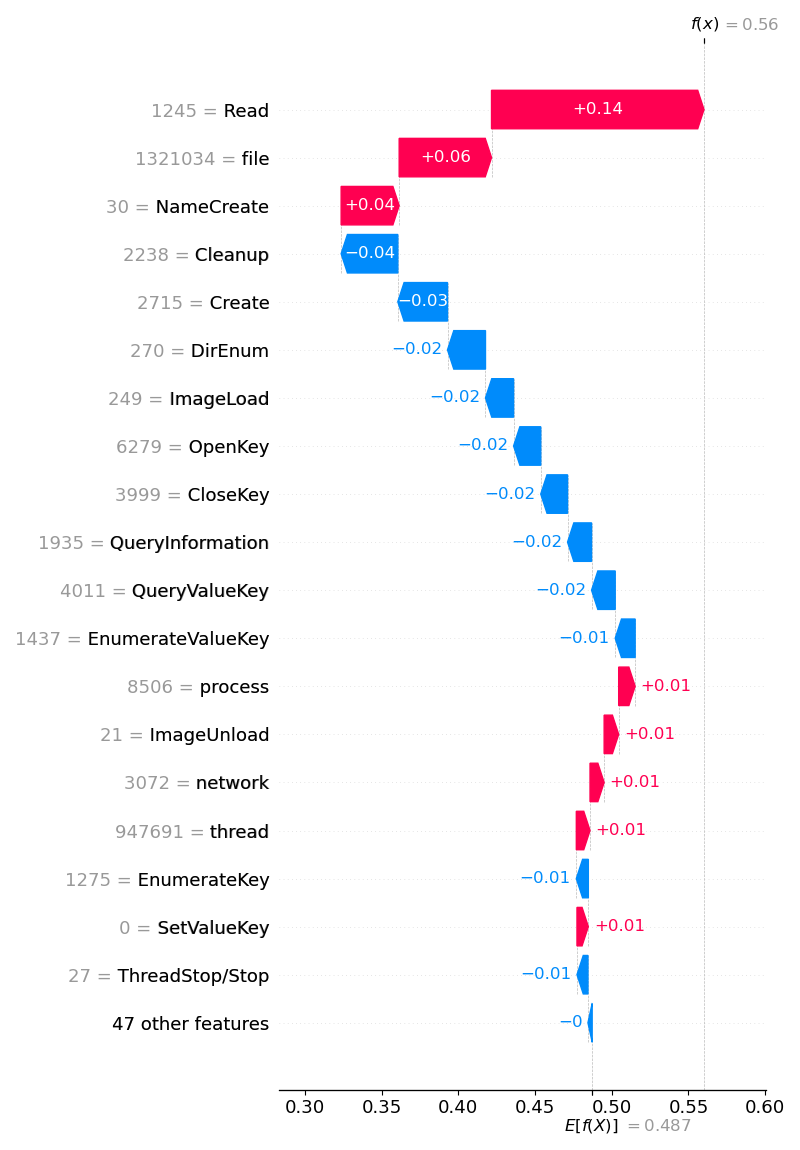 f(x) = 0.56
1245 = Read +0.14
1321034 = file +0.06
30 = NameCreate +0.04
2238 = Cleanup −0.04
2715 = Create −0.03
270 = DirEnum −0.02
249 = ImageLoad −0.02
6279 = OpenKey −0.02
3999 = CloseKey −0.02
1935 = QueryInformation −0.02
4011 = QueryValueKey −0.02
1437 = EnumerateValueKey −0.01
8506 = process +0.01
21 = ImageUnload +0.01
3072 = network +0.01
947691 = thread +0.01
1275 = EnumerateKey −0.01
0 = SetValueKey +0.01
27 = ThreadStop/Stop −0.01
47 other features −0
0.30 0.35 0.40 0.45 0.50 0.55 0.60
E[f(X)] = 0.487